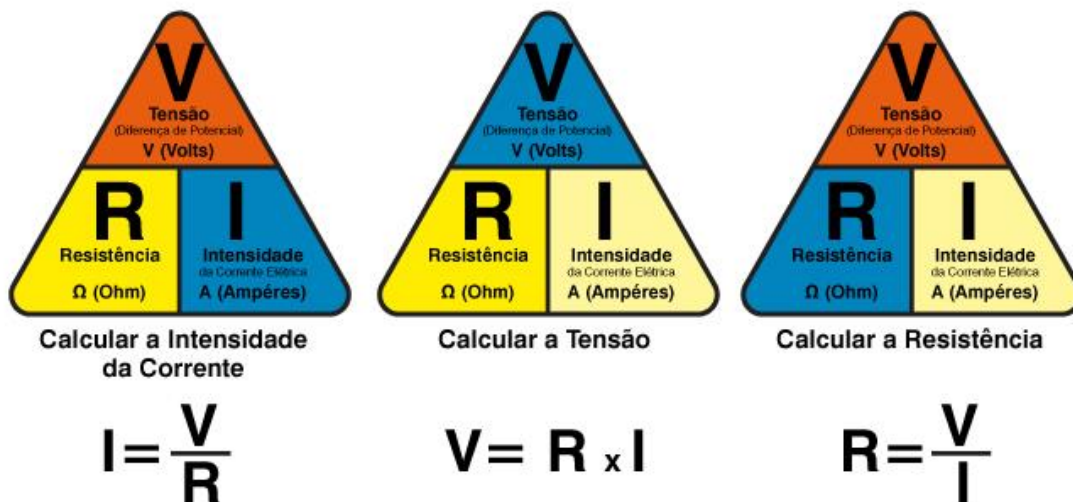 V
Tensão
(Diferença de Potencial)
V (Volts)
R
Resistência
Ω (Ohm)
I
Intensidade
da Corrente Elétrica
A (Ampéres)
Calcular a Intensidade
da Corrente
I = V
R
V
Tensão
(Diferença de Potencial)
V (Volts)
R
Resistência
Ω (Ohm)
I
Intensidade
da Corrente Elétrica
A (Ampéres)
Calcular a Tensão
V = R x I
V
Tensão
(Diferença de Potencial)
V (Volts)
R
Resistência
Ω (Ohm)
I
Intensidade
da Corrente Elétrica
A (Ampéres)
Calcular a Resistência
R = V
I